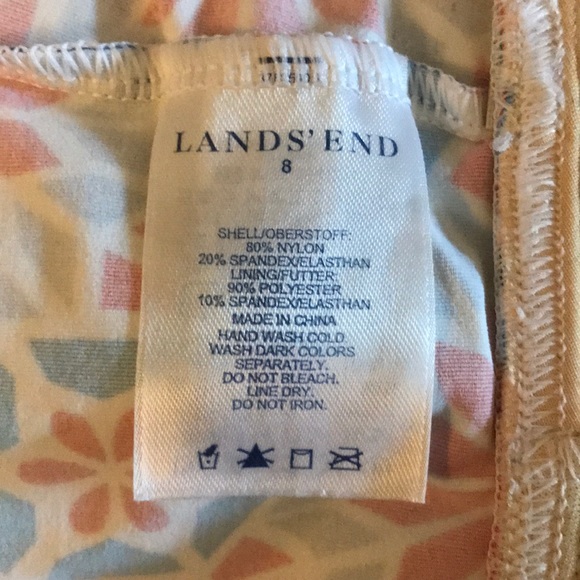 LANDS' END
8
SHELL/OBERSTOFF:
80% NYLON
20% SPANDEX/ELASTHAN
LINING/FUTTER:
90% POLYESTER
10% SPANDEX/ELASTHAN
MADE IN CHINA
HAND WASH COLD.
WASH DARK COLORS
SEPARATELY.
DO NOT BLEACH.
LINE DRY.
DO NOT IRON.